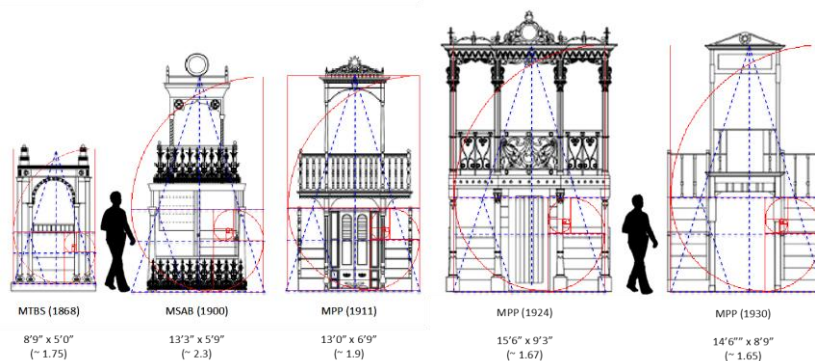 MTBS (1868)
MSAB (1900)
MPP (1911)
MPP (1924)
MPP (1930)
8’9” x 5’0”
(~ 1.75)
13’3” x 5’9”
(~ 2.3)
13’0” x 6’9”
(~ 1.9)
15’6” x 9’3”
(~ 1.67)
14’6”” x 8’9”
(~ 1.65)